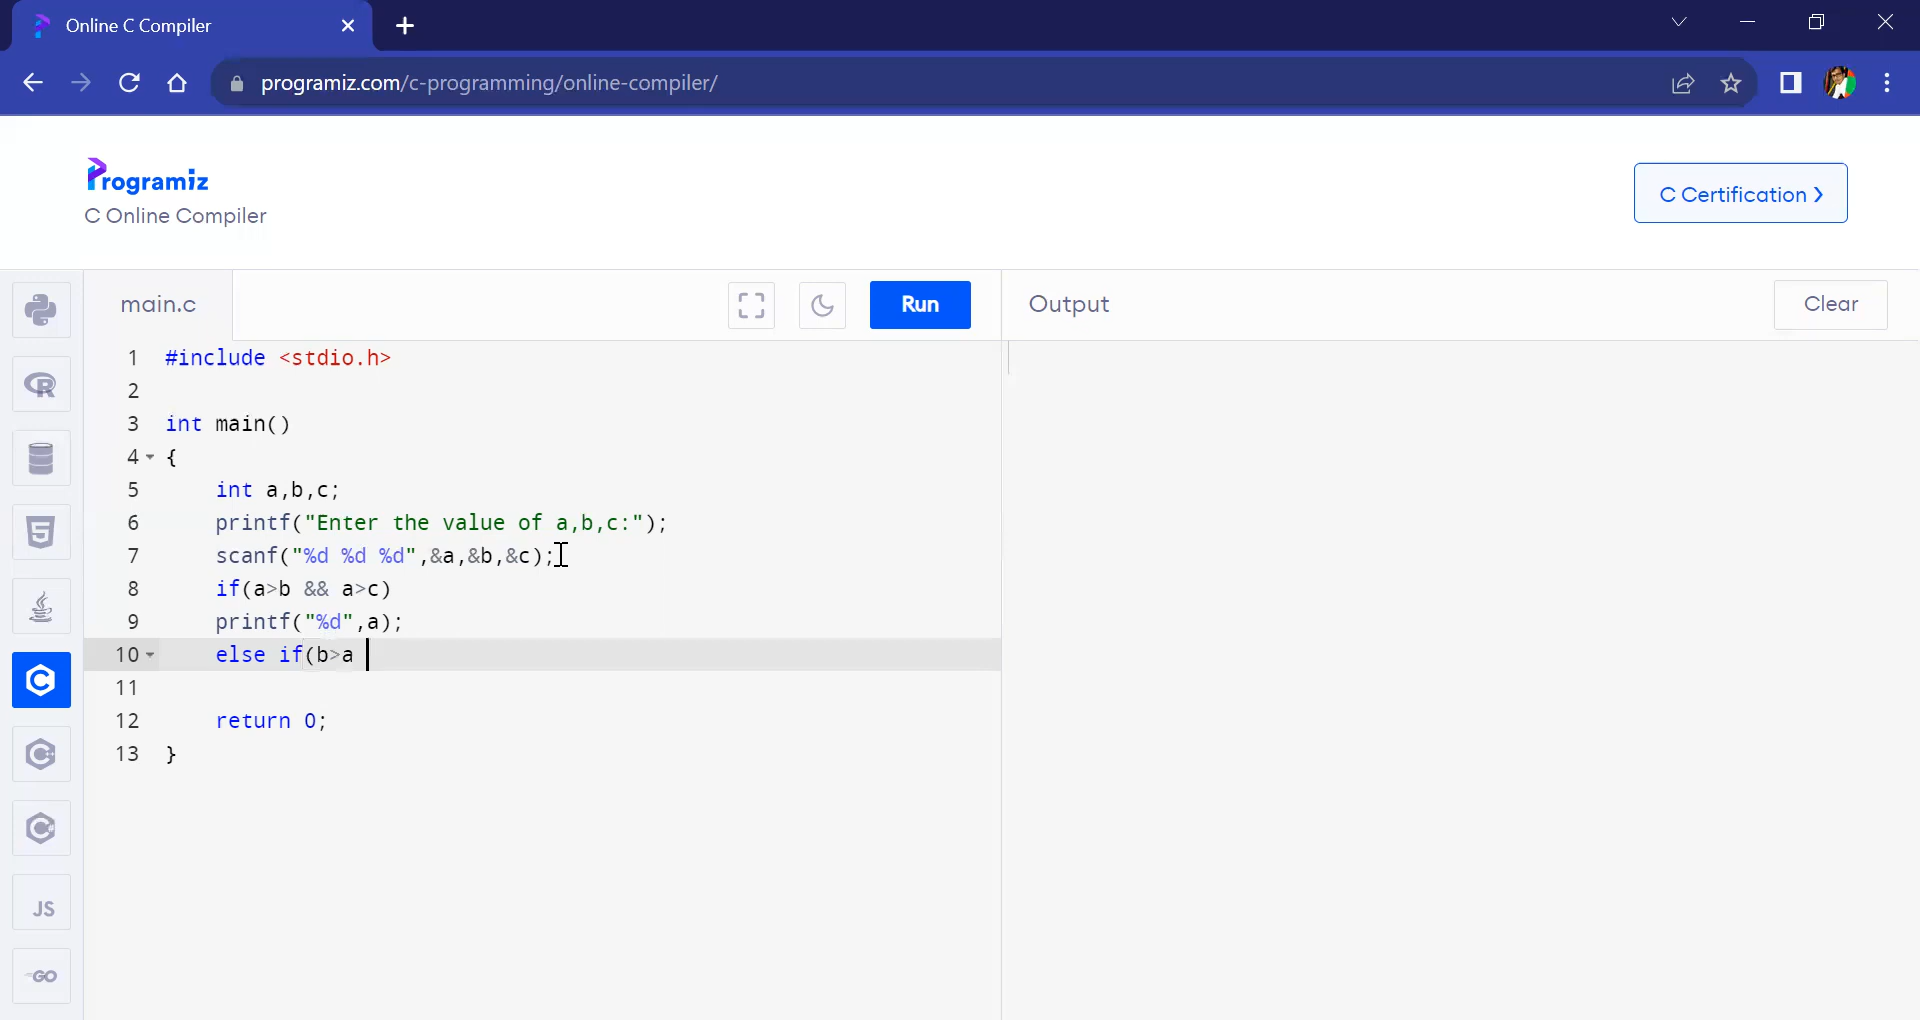 Online C Compiler
programiz.com/c-programming/online-compiler/
Programiz
C Online Compiler
C Certification >
main.c
Run
Output
Clear
1 #include <stdio.h>
2
3 int main()
4 {
5 int a,b,c;
6 printf("Enter the value of a,b,c:");
7 scanf("%d %d %d",&a,&b,&c);
8 if(a>b && a>c)
9 printf("%d",a);
10 else if(b>a
11
12 return 0;
13 }
R
5
C
C
C#
JS
GO